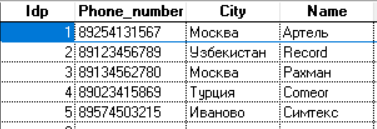 Idp Phone_number City Name
1 89254131567 Москва Артель
2 89123456789 Узбекистан Record
3 89134562780 Москва Рахман
4 89023415869 Турция Comeor
5 89574503215 Иваново Симтекс